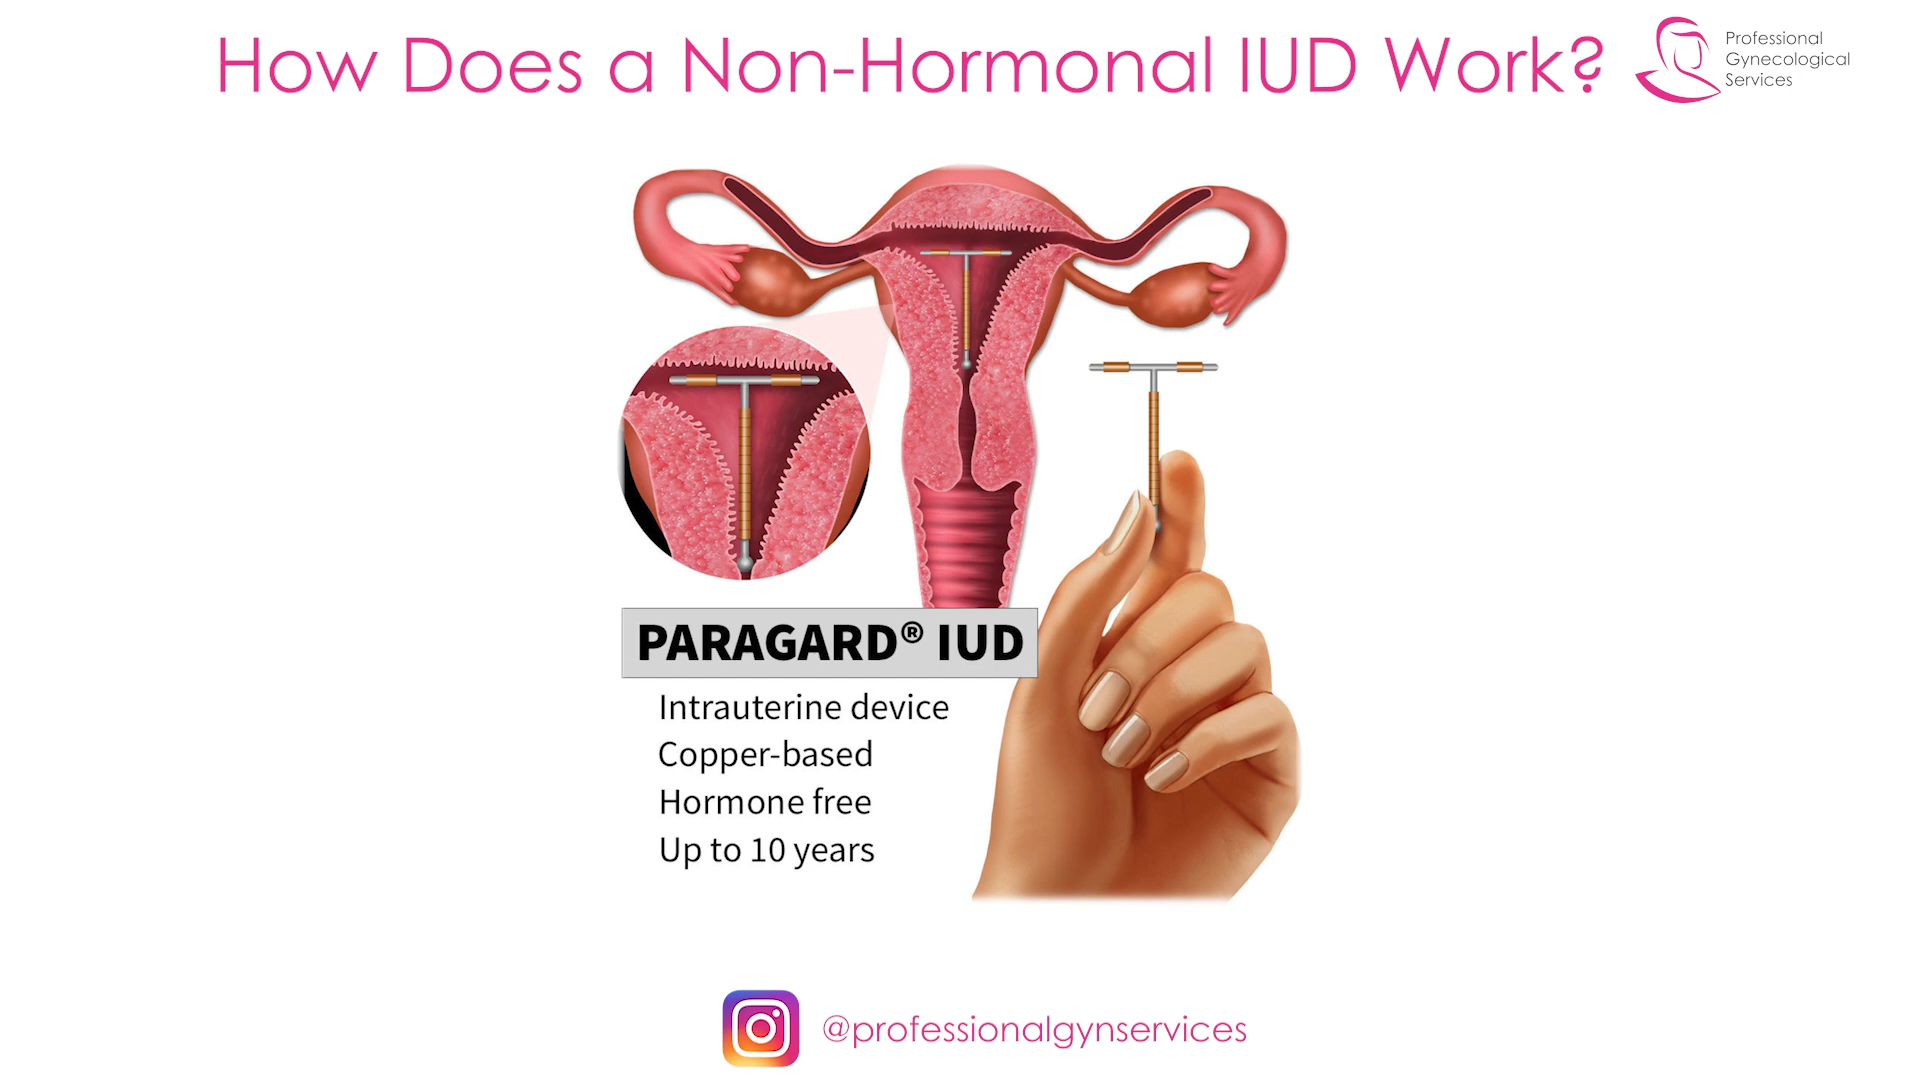 How Does a Non-Hormonal IUD Work?
Professional
Gynecological
Services
PARAGARD® IUD
Intrauterine device
Copper-based
Hormone free
Up to 10 years
@professionalgynservices